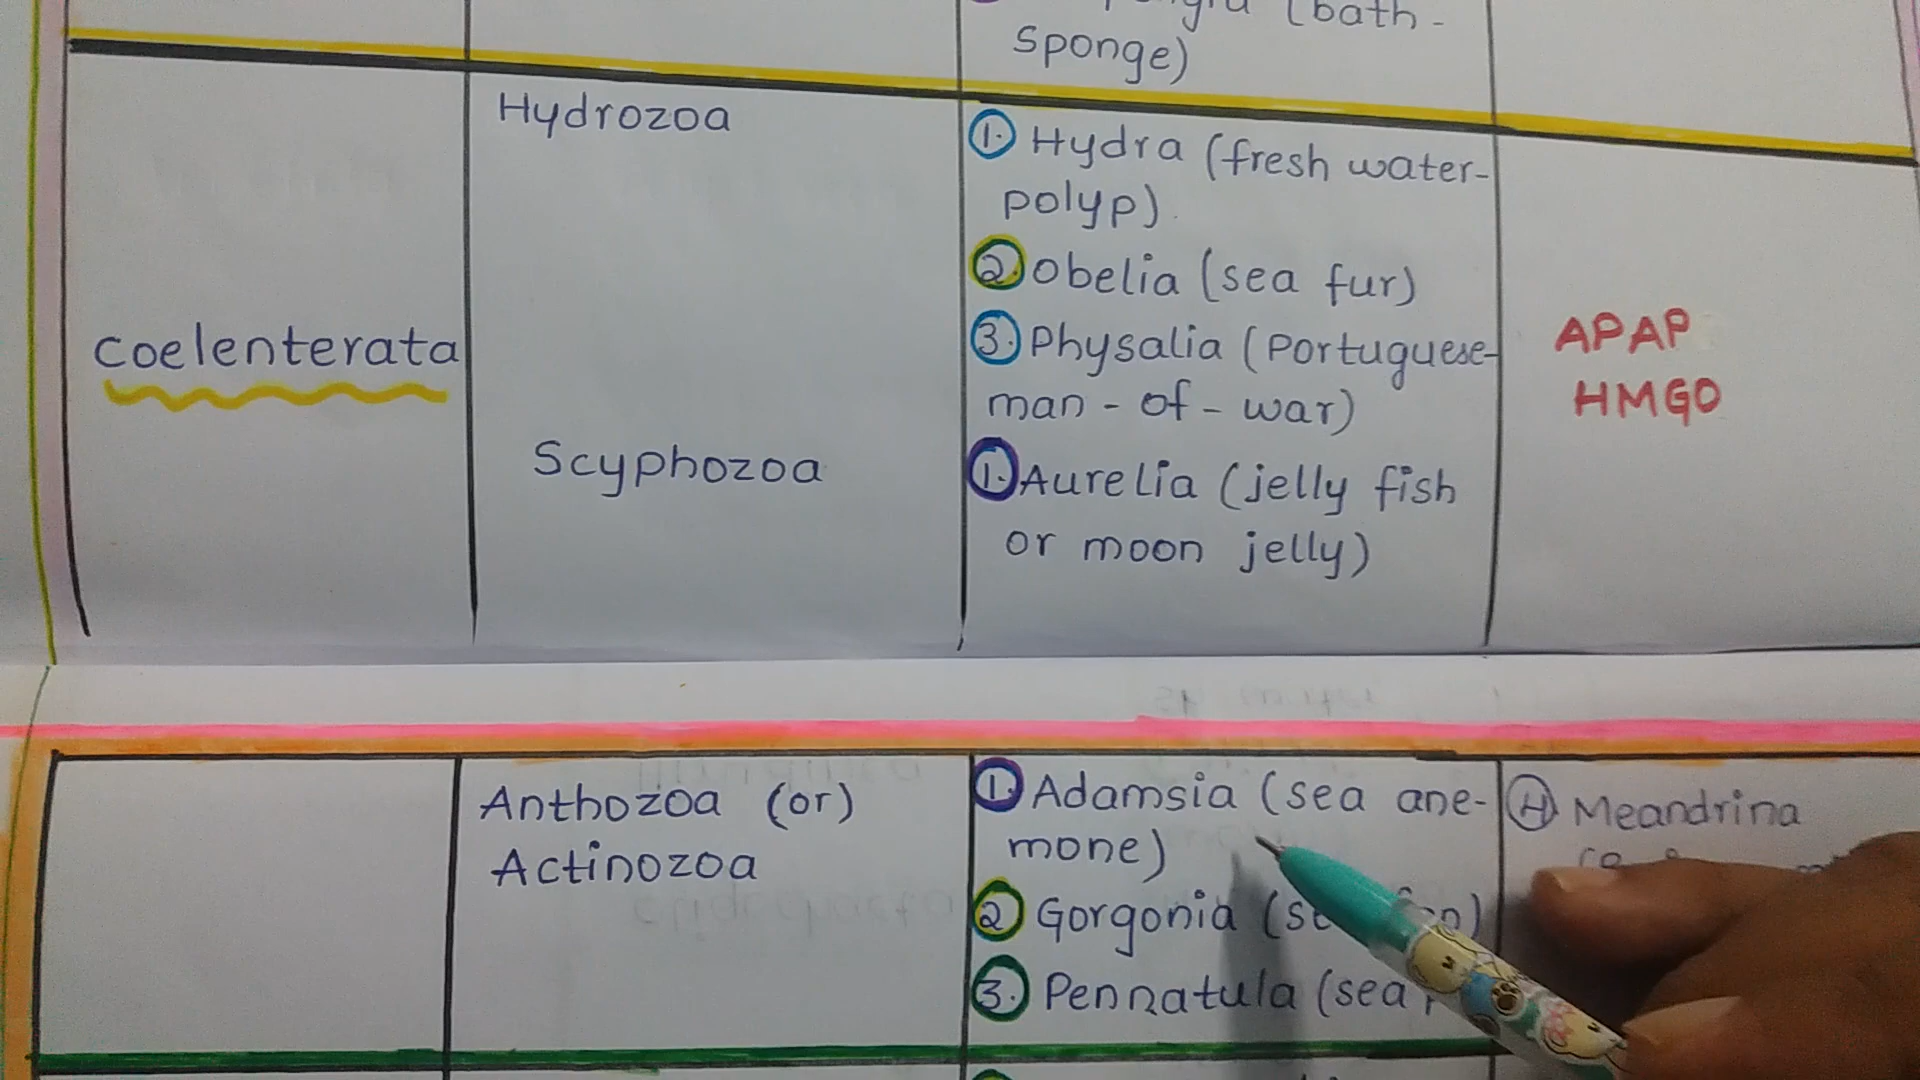 (bath-
sponge)
Hydrozoa
1. Hydra (fresh water-
polyp)
2. Obelia (sea fur)
3. Physalia (Portuguese-
man-of-war)
Coelenterata
APAP
HMGO
Scyphozoa
1. Aurelia (jelly fish
or moon jelly)
Anthozoa (or)
Actinozoa
1. Adamsia (sea ane-
mone)
2 Gorgonia
3. Pennatula (sea
4 Meandrina